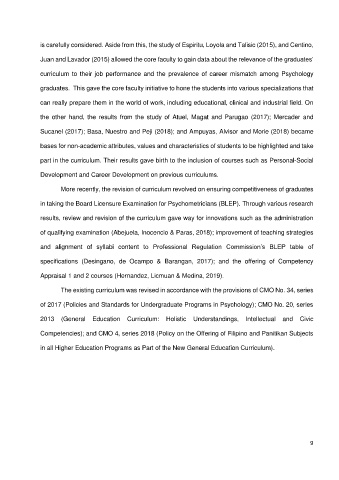 is carefully considered. Aside from this, the study of Espiritu, Loyola and Talisic (2015), and Centino,
Juan and Lavador (2015) allowed the core faculty to gain data about the relevance of the graduates'
curriculum to their job performance and the prevalence of career mismatch among Psychology
graduates. This gave the core faculty initiative to hone the students into various specializations that
can really prepare them in the world of work, including educational, clinical and industrial field. On
the other hand, the results from the study of Atuel, Magat and Parugao (2017); Mercader and
Sucanel (2017); Basa, Nuestro and Peji (2018); and Ampuyas, Alvisor and Morie (2018) became
bases for non-academic attributes, values and characteristics of students to be highlighted and take
part in the curriculum. Their results gave birth to the inclusion of courses such as Personal-Social
Development and Career Development on previous curriculums.
More recently, the revision of curriculum revolved on ensuring competitiveness of graduates
in taking the Board Licensure Examination for Psychometricians (BLEP). Through various research
results, review and revision of the curriculum gave way for innovations such as the administration
of qualifying examination (Abejuela, Inocencio & Paras, 2018); improvement of teaching strategies
and alignment of syllabi content to Professional Regulation Commission's BLEP table of
specifications (Desingano, de Ocampo & Barangan, 2017); and the offering of Competency
Appraisal 1 and 2 courses (Hernandez, Licmuan & Medina, 2019).
The existing curriculum was revised in accordance with the provisions of CMO No. 34, series
of 2017 (Policies and Standards for Undergraduate Programs in Psychology); CMO No. 20, series
2013 (General Education Curriculum: Holistic Understandings, Intellectual and Civic
Competencies); and CMO 4, series 2018 (Policy on the Offering of Filipino and Panitikan Subjects
in all Higher Education Programs as Part of the New General Education Curriculum).
9